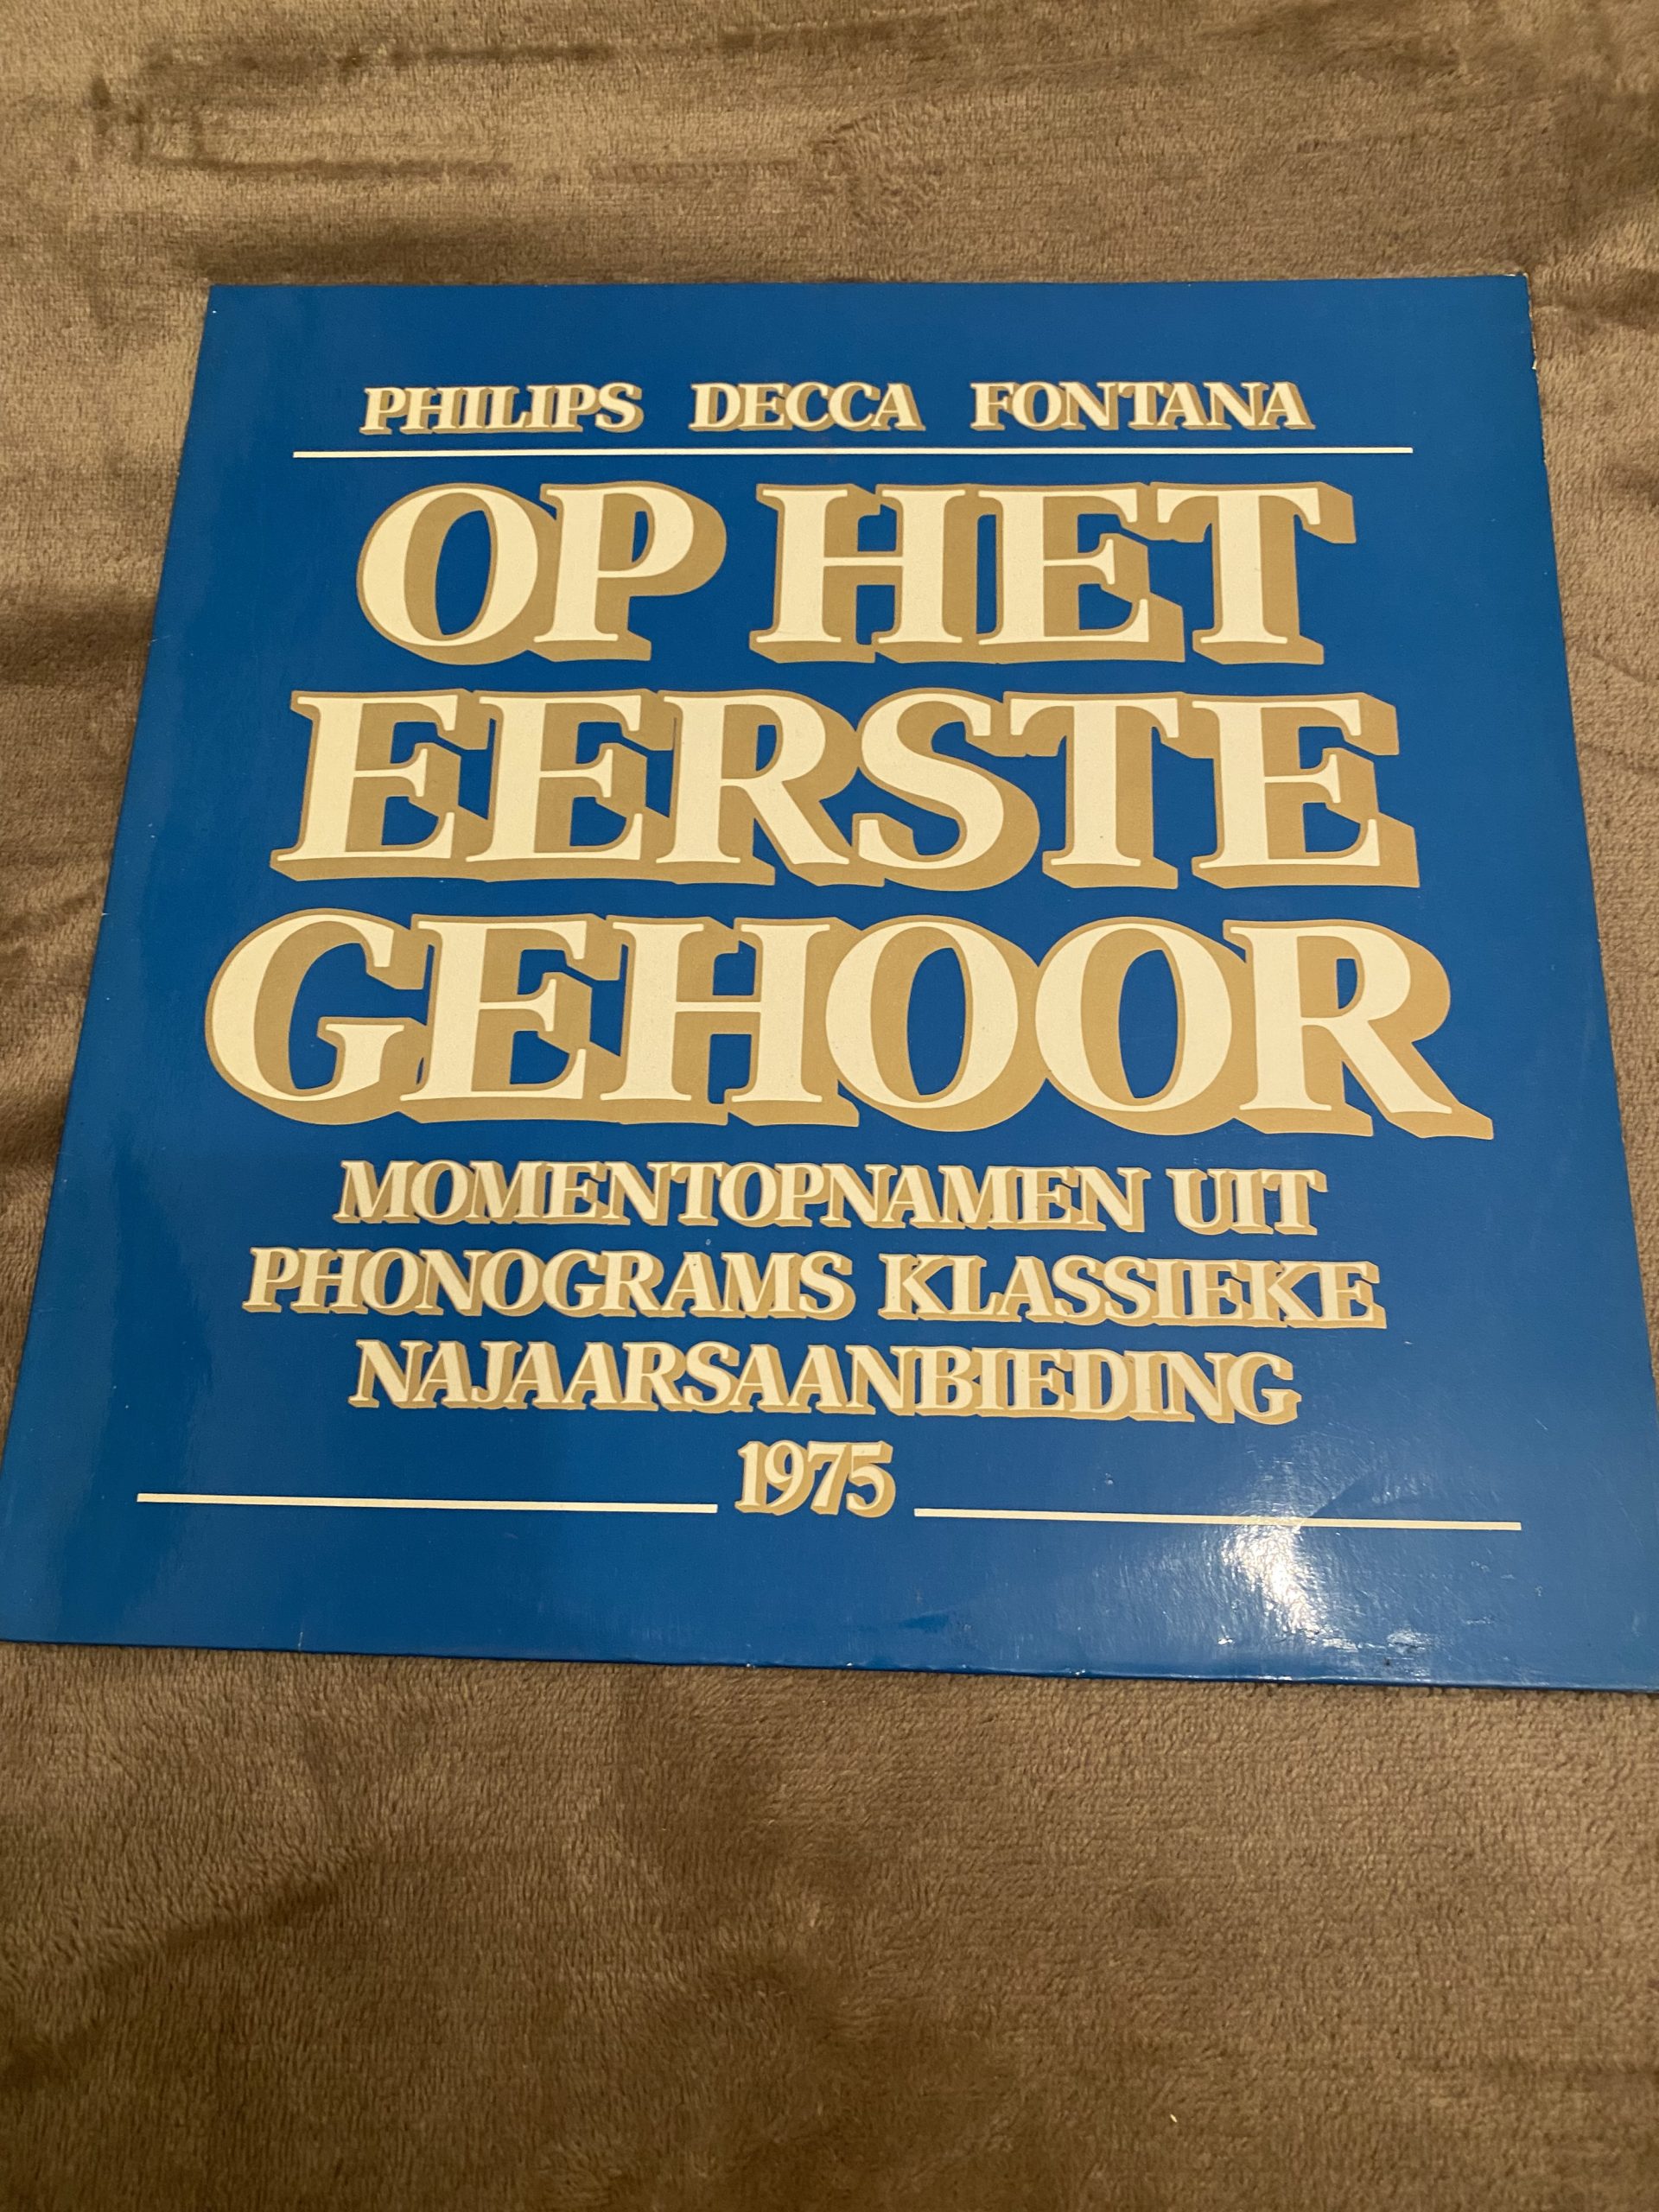 PHILIPS DECCA FONTANA
OP HET
EERSTE
GEHOOR
MOMENTOPNAMEN UIT
PHONOGRAMS KLASSIEKE
NAJAARSAANBIEDING
1975